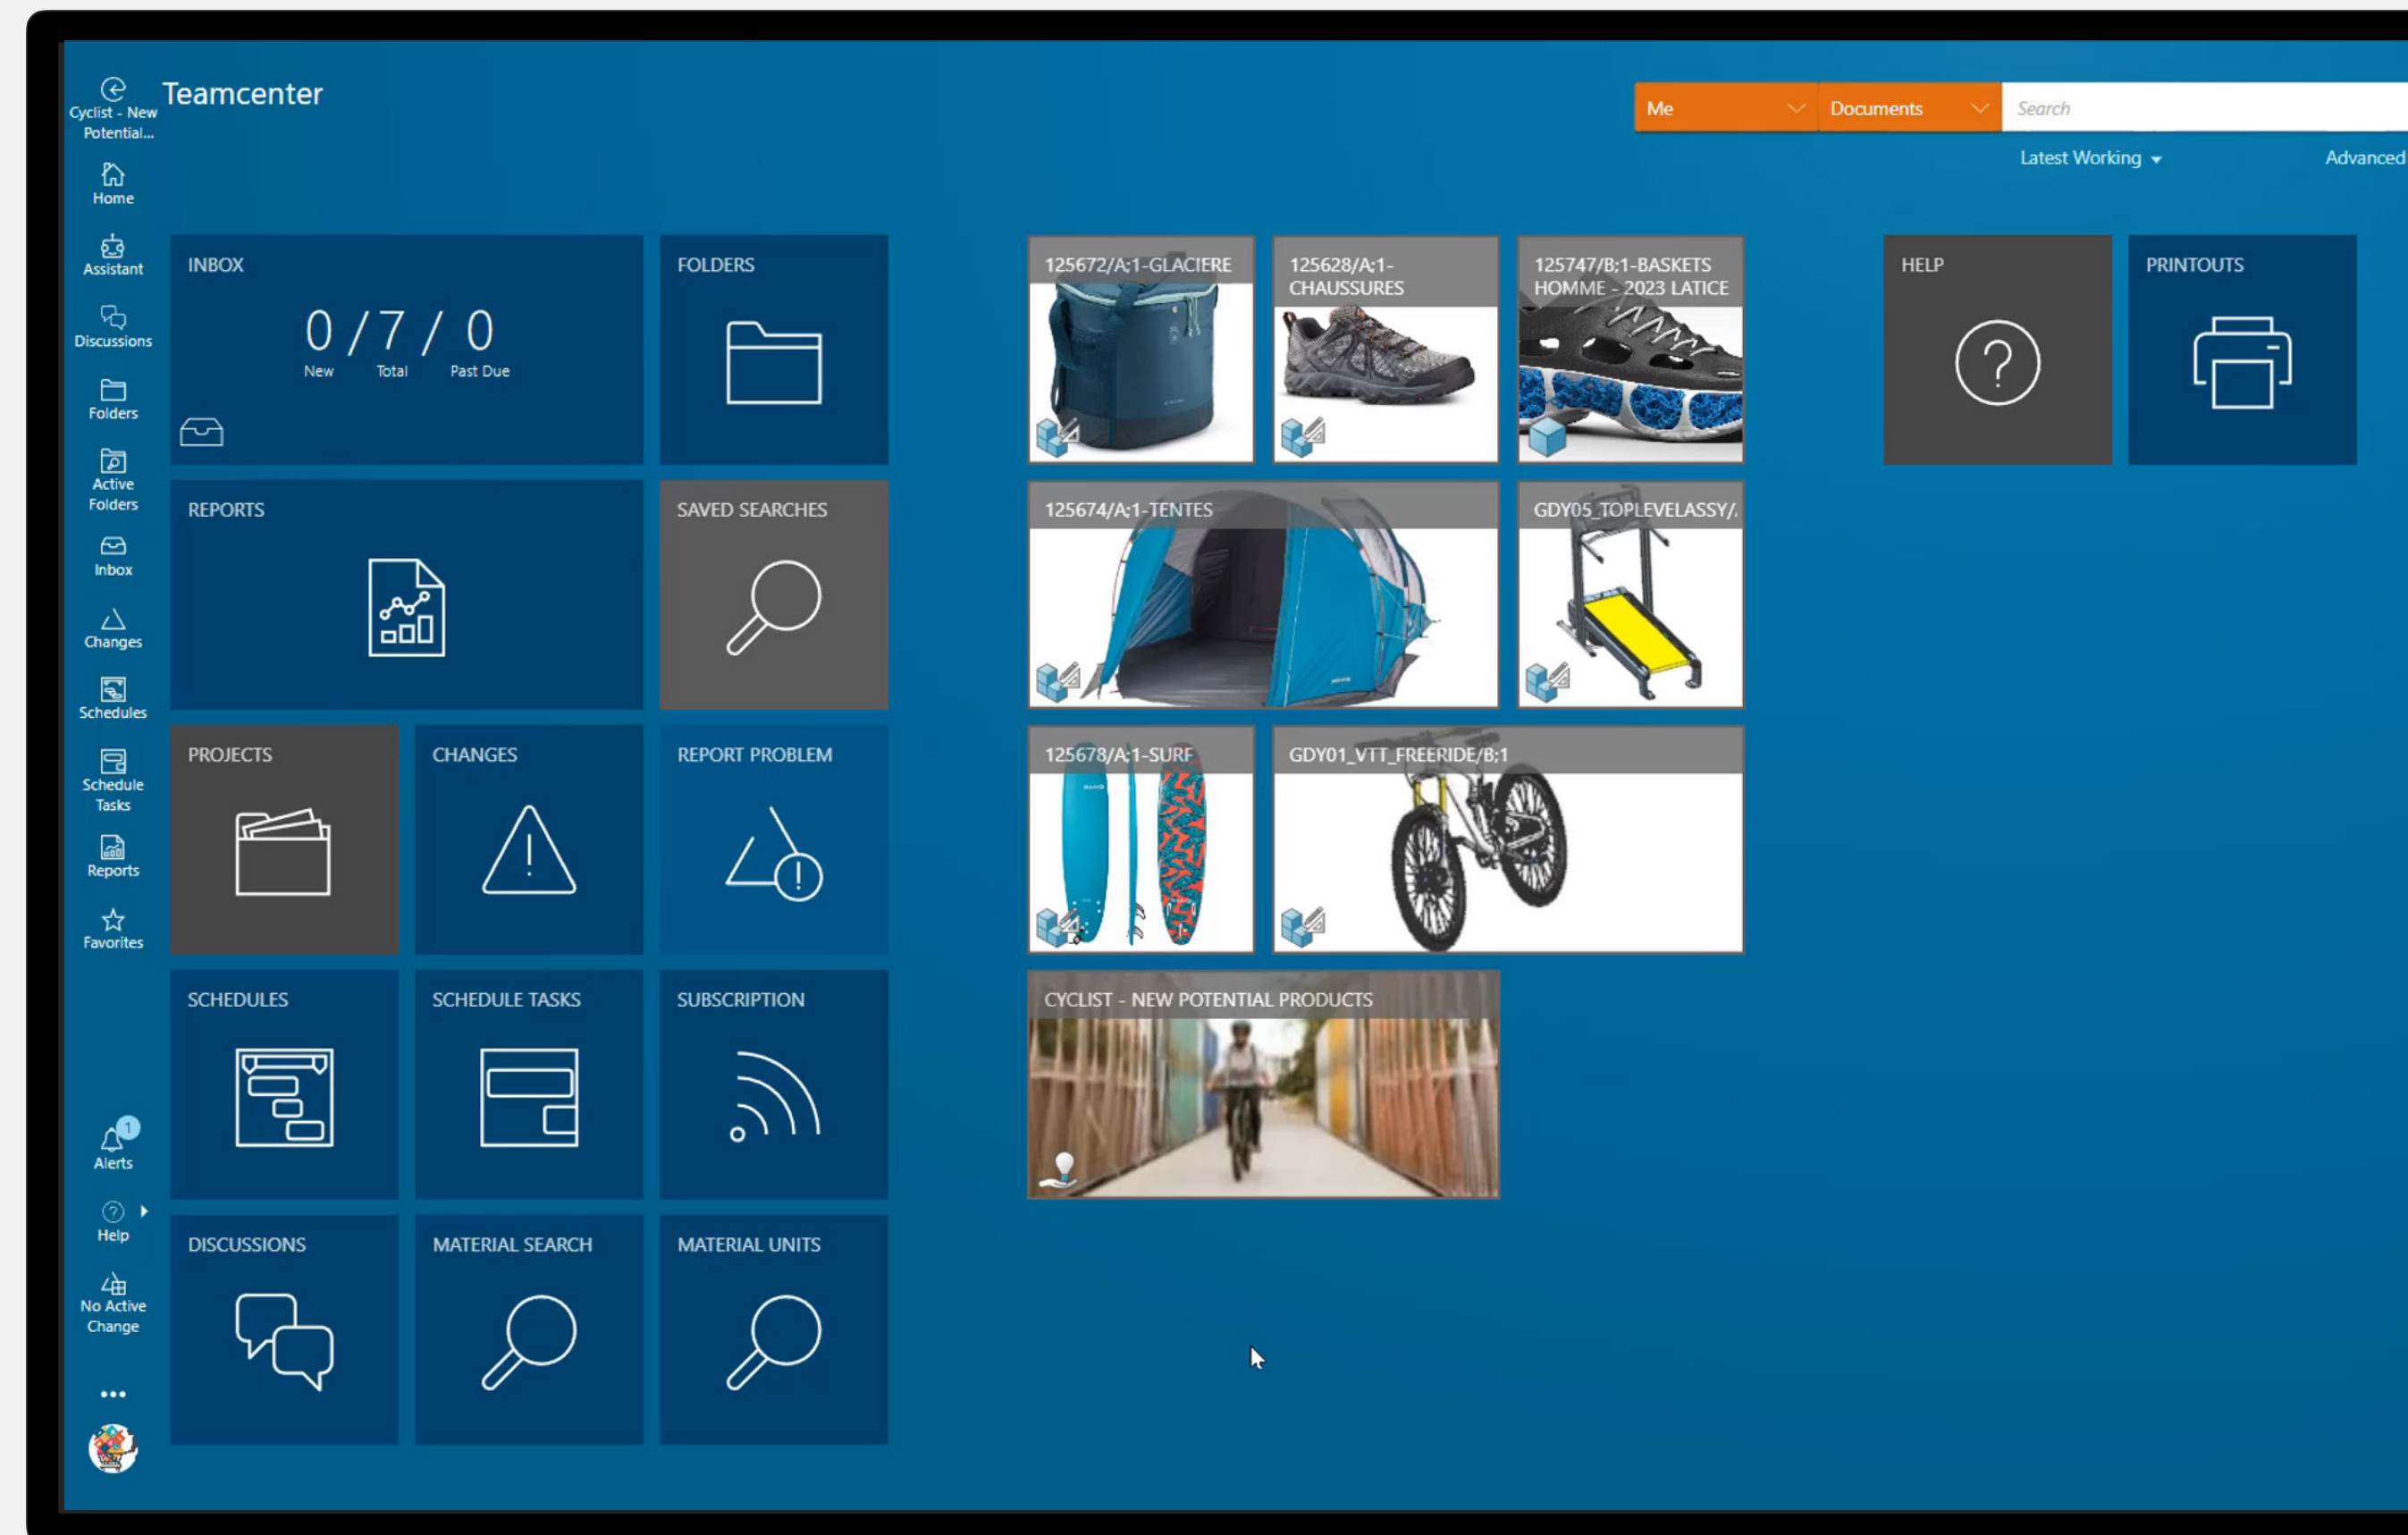 Teamcenter
Cyclist - New
Potential...
Home
Assistant
Discussions
Folders
Active
Folders
Inbox
Changes
Schedules
Schedule
Tasks
Reports
Favorites
1
Alerts
Help
No Active
Change
Me
Documents
Search
Latest Working
Advanced
INBOX
0 / 7 / 0
New Total Past Due
FOLDERS
REPORTS
SAVED SEARCHES
PROJECTS
CHANGES
REPORT PROBLEM
SCHEDULES
SCHEDULE TASKS
SUBSCRIPTION
DISCUSSIONS
MATERIAL SEARCH
MATERIAL UNITS
125672/A;1-GLACIERE
125628/A;1-
CHAUSSURES
125747/B;1-BASKETS
HOMME - 2023 LATICE
125674/A;1-TENTES
GDY05_TOPLEVELASSY/
125678/A;1-SURF
GDY01_VTT_FREERIDE/B;1
CYCLIST - NEW POTENTIAL PRODUCTS
HELP
PRINTOUTS